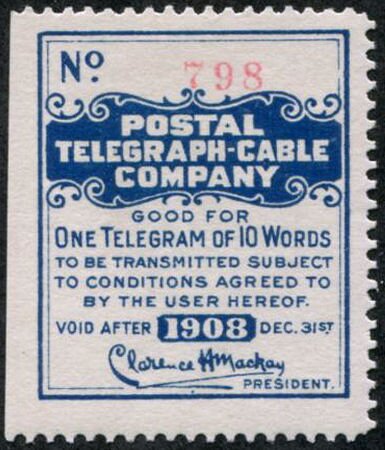 No. 798
POSTAL
TELEGRAPH-CABLE
COMPANY
GOOD FOR
ONE TELEGRAM OF 10 WORDS
TO BE TRANSMITTED SUBJECT
TO CONDITIONS AGREED TO
BY THE USER HEREOF.
VOID AFTER 1908 DEC. 31ST
Clarence H Mackay
PRESIDENT.